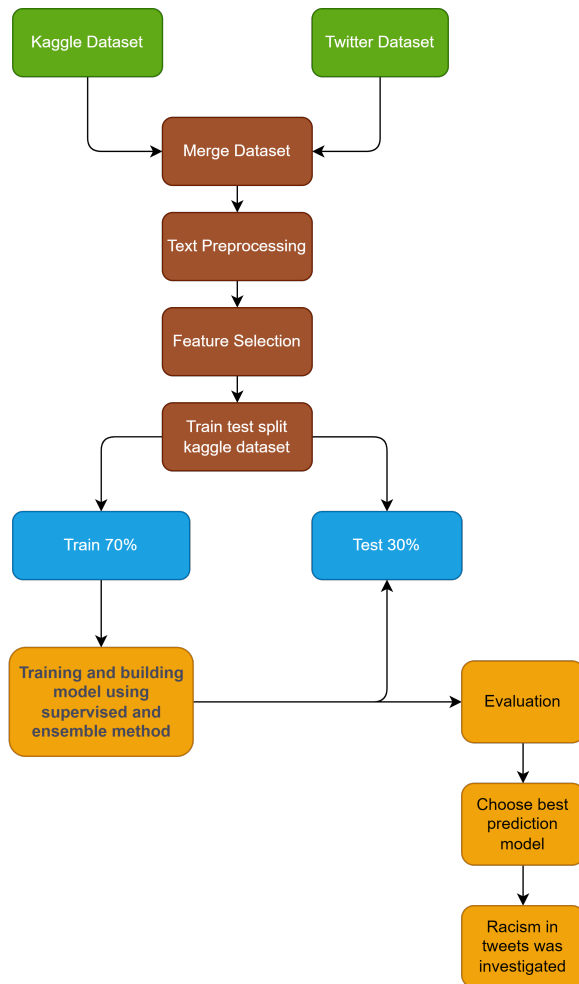 Kaggle Dataset
Twitter Dataset
Merge Dataset
Text Preprocessing
Feature Selection
Train test split
kaggle dataset
Train 70%
Test 30%
Training and building
model using
supervised and
ensemble method
Evaluation
Choose best
prediction
model
Racism in
tweets was
investigated